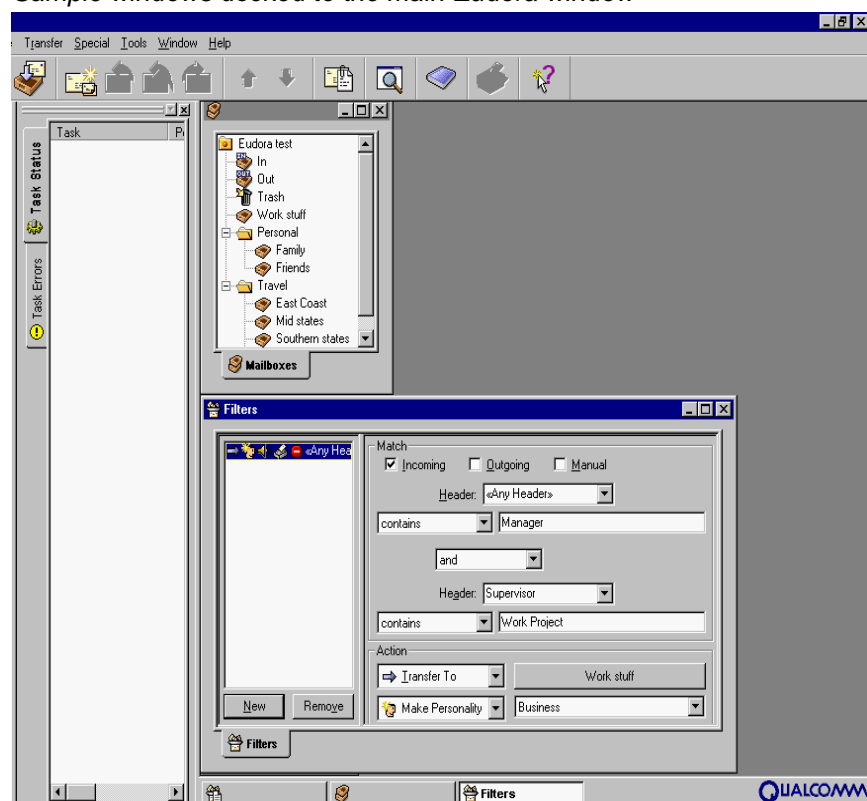 Sample windows docked to the main Eudora window
Transfer Special Tools Window Help
Task
Task Status
Task Errors
Eudora test
In
Out
Trash
Work stuff
Personal
Family
Friends
Travel
East Coast
Mid states
Southern states
Mailboxes
Filters
«Any Hea
Match
Incoming Outgoing Manual
Header: «Any Header»
contains Manager
and
Header: Supervisor
contains Work Project
Action
Transfer To Work stuff
Make Personality Business
New Remove
Filters
Filters
QUALCOMM